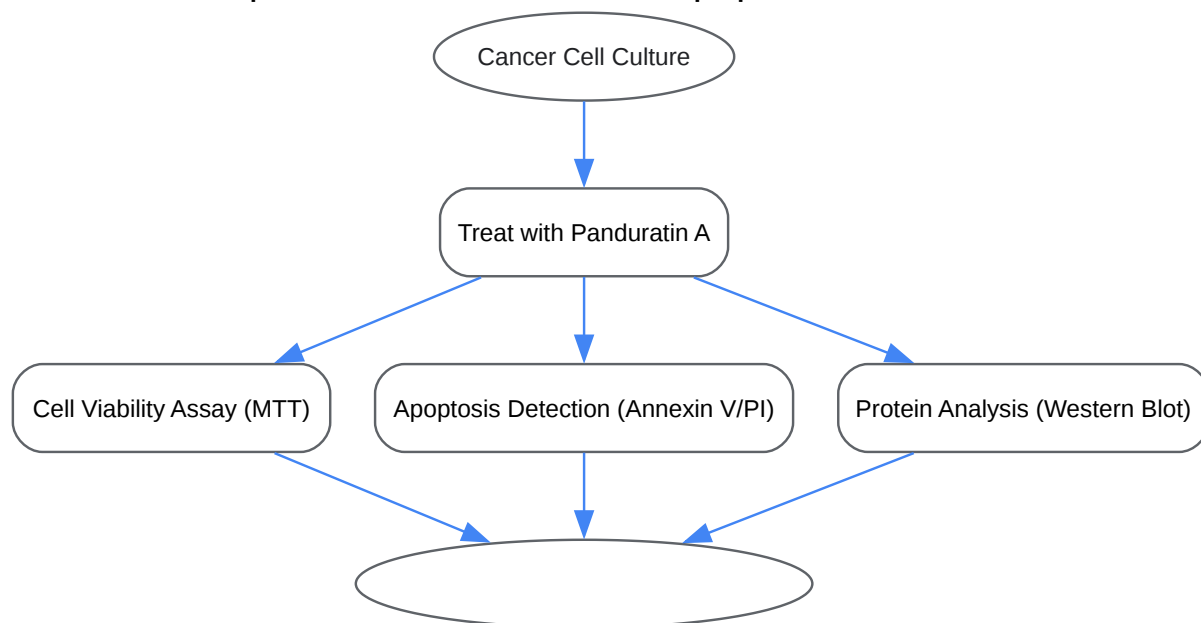 Cancer Cell Culture
Treat with Panduratin A
Cell Viability Assay (MTT)
Apoptosis Detection (Annexin V/PI)
Protein Analysis (Western Blot)